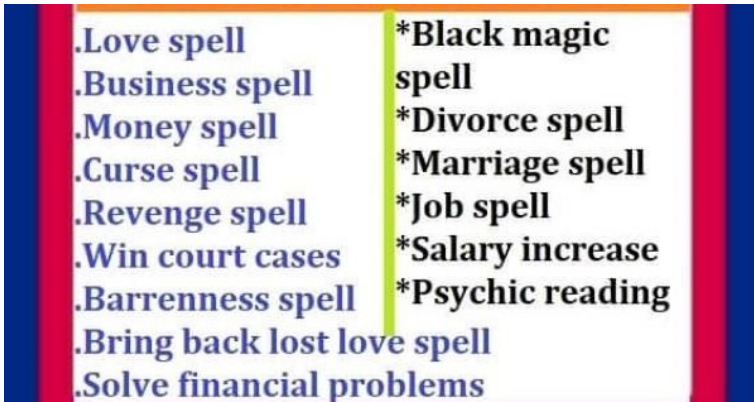 .Love spell
.Business spell
.Money spell
.Curse spell
.Revenge spell
.Win court cases
.Barrenness spell
.Bring back lost love spell
.Solve financial problems
*Black magic
spell
*Divorce spell
*Marriage spell
*Job spell
*Salary increase
*Psychic reading